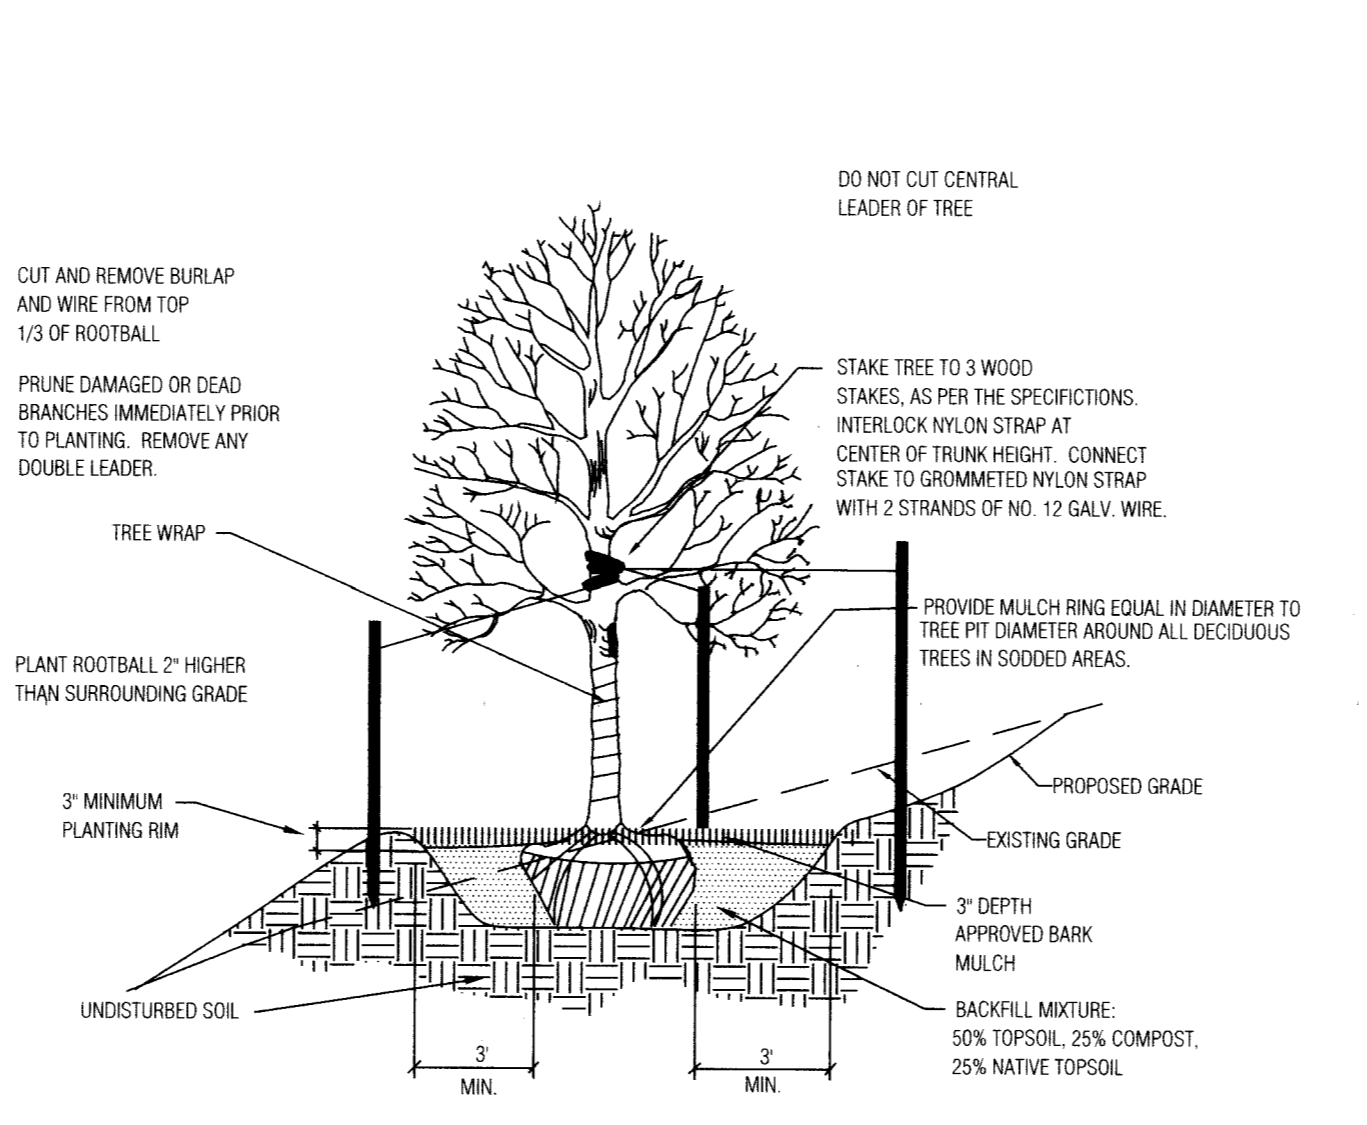 DO NOT CUT CENTRAL
LEADER OF TREE
CUT AND REMOVE BURLAP
AND WIRE FROM TOP
1/3 OF ROOTBALL
PRUNE DAMAGED OR DEAD
BRANCHES IMMEDIATELY PRIOR
TO PLANTING. REMOVE ANY
DOUBLE LEADER.
STAKE TREE TO 3 WOOD
STAKES, AS PER THE SPECIFICTIONS.
INTERLOCK NYLON STRAP AT
CENTER OF TRUNK HEIGHT. CONNECT
STAKE TO GROMMETED NYLON STRAP
WITH 2 STRANDS OF NO. 12 GALV. WIRE.
TREE WRAP
PROVIDE MULCH RING EQUAL IN DIAMETER TO
TREE PIT DIAMETER AROUND ALL DECIDUOUS
TREES IN SODDED AREAS.
PLANT ROOTBALL 2" HIGHER
THAN SURROUNDING GRADE
3" MINIMUM
PLANTING RIM
PROPOSED GRADE
EXISTING GRADE
3" DEPTH
APPROVED BARK
MULCH
UNDISTURBED SOIL
BACKFILL MIXTURE:
50% TOPSOIL, 25% COMPOST,
25% NATIVE TOPSOIL
3'
MIN.
3'
MIN.